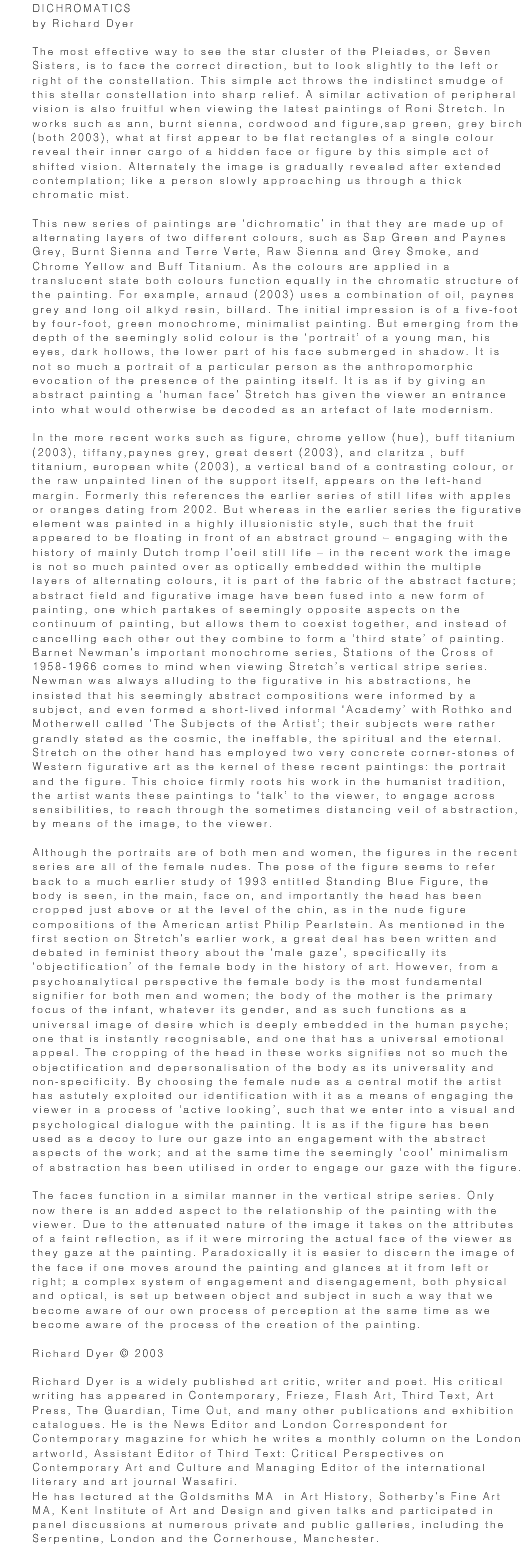 DICHROMATICS
by Richard Dyer

The most effective way to see the star cluster of the Pleiades, or Seven
Sisters, is to face the correct direction, but to look slightly to the left or
right of the constellation. This simple act throws the indistinct smudge of
this stellar constellation into sharp relief. A similar activation of peripheral
vision is also fruitful when viewing the latest paintings of Roni Stretch. In
works such as ann, burnt sienna, cordwood and figure,sap green, grey birch
(both 2003), what at first appear to be flat rectangles of a single colour
reveal their inner cargo of a hidden face or figure by this simple act of
shifted vision. Alternately the image is gradually revealed after extended
contemplation; like a person slowly approaching us through a thick
chromatic mist.

This new series of paintings are 'dichromatic' in that they are made up of
alternating layers of two different colours, such as Sap Green and Paynes
Grey, Burnt Sienna and Terre Verte, Raw Sienna and Grey Smoke, and
Chrome Yellow and Buff Titanium. As the colours are applied in a
translucent state both colours function equally in the chromatic structure of
the painting. For example, arnaud (2003) uses a combination of oil, paynes
grey and long oil alkyd resin, billard. The initial impression is of a five-foot
by four-foot, green monochrome, minimalist painting. But emerging from the
depth of the seemingly solid colour is the 'portrait' of a young man, his
eyes, dark hollows, the lower part of his face submerged in shadow. It is
not so much a portrait of a particular person as the anthropomorphic
evocation of the presence of the painting itself. It is as if by giving an
abstract painting a 'human face' Stretch has given the viewer an entrance
into what would otherwise be decoded as an artefact of late modernism.

In the more recent works such as figure, chrome yellow (hue), buff titanium
(2003), tiffany,paynes grey, great desert (2003), and claritza , buff
titanium, european white (2003), a vertical band of a contrasting colour, or
the raw unpainted linen of the support itself, appears on the left-hand
margin. Formerly this references the earlier series of still lifes with apples
or oranges dating from 2002. But whereas in the earlier series the figurative
element was painted in a highly illusionistic style, such that the fruit
appeared to be floating in front of an abstract ground – engaging with the
history of mainly Dutch tromp l'oeil still life – in the recent work the image
is not so much painted over as optically embedded within the multiple
layers of alternating colours, it is part of the fabric of the abstract facture;
abstract field and figurative image have been fused into a new form of
painting, one which partakes of seemingly opposite aspects on the
continuum of painting, but allows them to coexist together, and instead of
cancelling each other out they combine to form a 'third state' of painting.
Barnet Newman's important monochrome series, Stations of the Cross of
1958-1966 comes to mind when viewing Stretch's vertical stripe series.
Newman was always alluding to the figurative in his abstractions, he
insisted that his seemingly abstract compositions were informed by a
subject, and even formed a short-lived informal 'Academy' with Rothko and
Motherwell called 'The Subjects of the Artist'; their subjects were rather
grandly stated as the cosmic, the ineffable, the spiritual and the eternal.
Stretch on the other hand has employed two very concrete corner-stones of
Western figurative art as the kernel of these recent paintings: the portrait
and the figure. This choice firmly roots his work in the humanist tradition,
the artist wants these paintings to 'talk' to the viewer, to engage across
sensibilities, to reach through the sometimes distancing veil of abstraction,
by means of the image, to the viewer.

Although the portraits are of both men and women, the figures in the recent
series are all of the female nudes. The pose of the figure seems to refer
back to a much earlier study of 1993 entitled Standing Blue Figure, the
body is seen, in the main, face on, and importantly the head has been
cropped just above or at the level of the chin, as in the nude figure
compositions of the American artist Philip Pearlstein. As mentioned in the
first section on Stretch's earlier work, a great deal has been written and
debated in feminist theory about the 'male gaze', specifically its
'objectification' of the female body in the history of art. However, from a
psychoanalytical perspective the female body is the most fundamental
signifier for both men and women; the body of the mother is the primary
focus of the infant, whatever its gender, and as such functions as a
universal image of desire which is deeply embedded in the human psyche;
one that is instantly recognisable, and one that has a universal emotional
appeal. The cropping of the head in these works signifies not so much the
objectification and depersonalisation of the body as its universality and
non-specificity. By choosing the female nude as a central motif the artist
has astutely exploited our identification with it as a means of engaging the
viewer in a process of 'active looking', such that we enter into a visual and
psychological dialogue with the painting. It is as if the figure has been
used as a decoy to lure our gaze into an engagement with the abstract
aspects of the work; and at the same time the seemingly 'cool' minimalism
of abstraction has been utilised in order to engage our gaze with the figure.

The faces function in a similar manner in the vertical stripe series. Only
now there is an added aspect to the relationship of the painting with the
viewer. Due to the attenuated nature of the image it takes on the attributes
of a faint reflection, as if it were mirroring the actual face of the viewer as
they gaze at the painting. Paradoxically it is easier to discern the image of
the face if one moves around the painting and glances at it from left or
right; a complex system of engagement and disengagement, both physical
and optical, is set up between object and subject in such a way that we
become aware of our own process of perception at the same time as we
become aware of the process of the creation of the painting.

Richard Dyer © 2003

Richard Dyer is a widely published art critic, writer and poet. His critical
writing has appeared in Contemporary, Frieze, Flash Art, Third Text, Art
Press, The Guardian, Time Out, and many other publications and exhibition
catalogues. He is the News Editor and London Correspondent for
Contemporary magazine for which he writes a monthly column on the London
artworld, Assistant Editor of Third Text: Critical Perspectives on
Contemporary Art and Culture and Managing Editor of the international
literary and art journal Wasafiri.
He has lectured at the Goldsmiths MA  in Art History, Sotherby's Fine Art
MA, Kent Institute of Art and Design and given talks and participated in
panel discussions at numerous private and public galleries, including the
Serpentine, London and the Cornerhouse, Manchester.